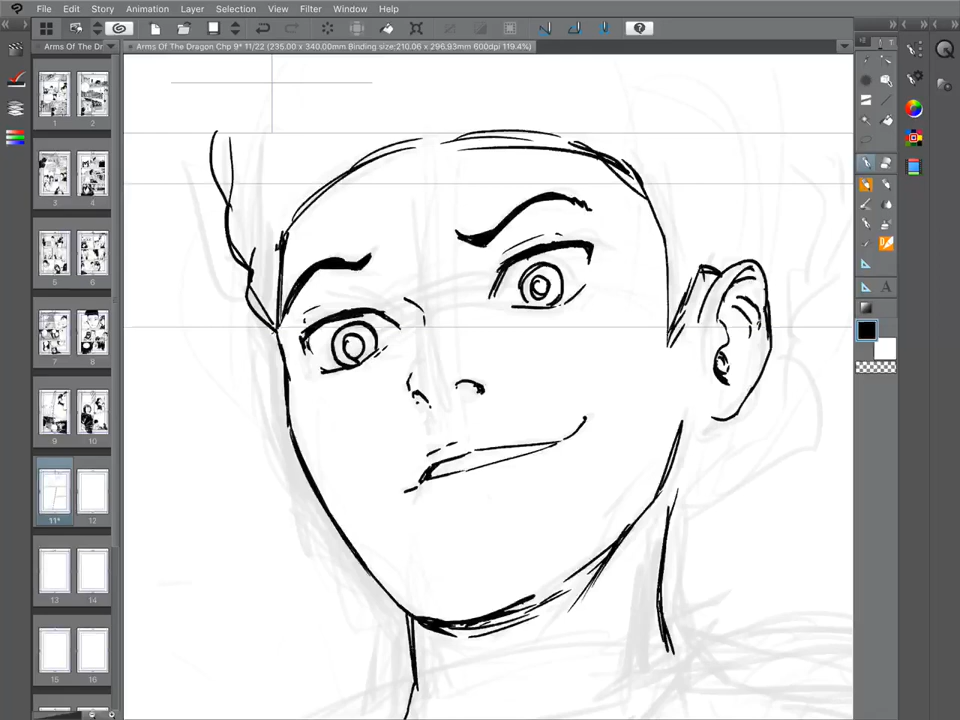 File Edit Story Animation Layer Selection View Filter Window Help
Arms Of The Dr
Arms Of The Dragon Chp 9* 11/22 (235.00 x 340.00mm Binding size:210.06 x 296.93mm 600dpi 119.4%)
1 2
3 4
5 6
7 8
9 10
11* 12
13 14
15 16
T
A